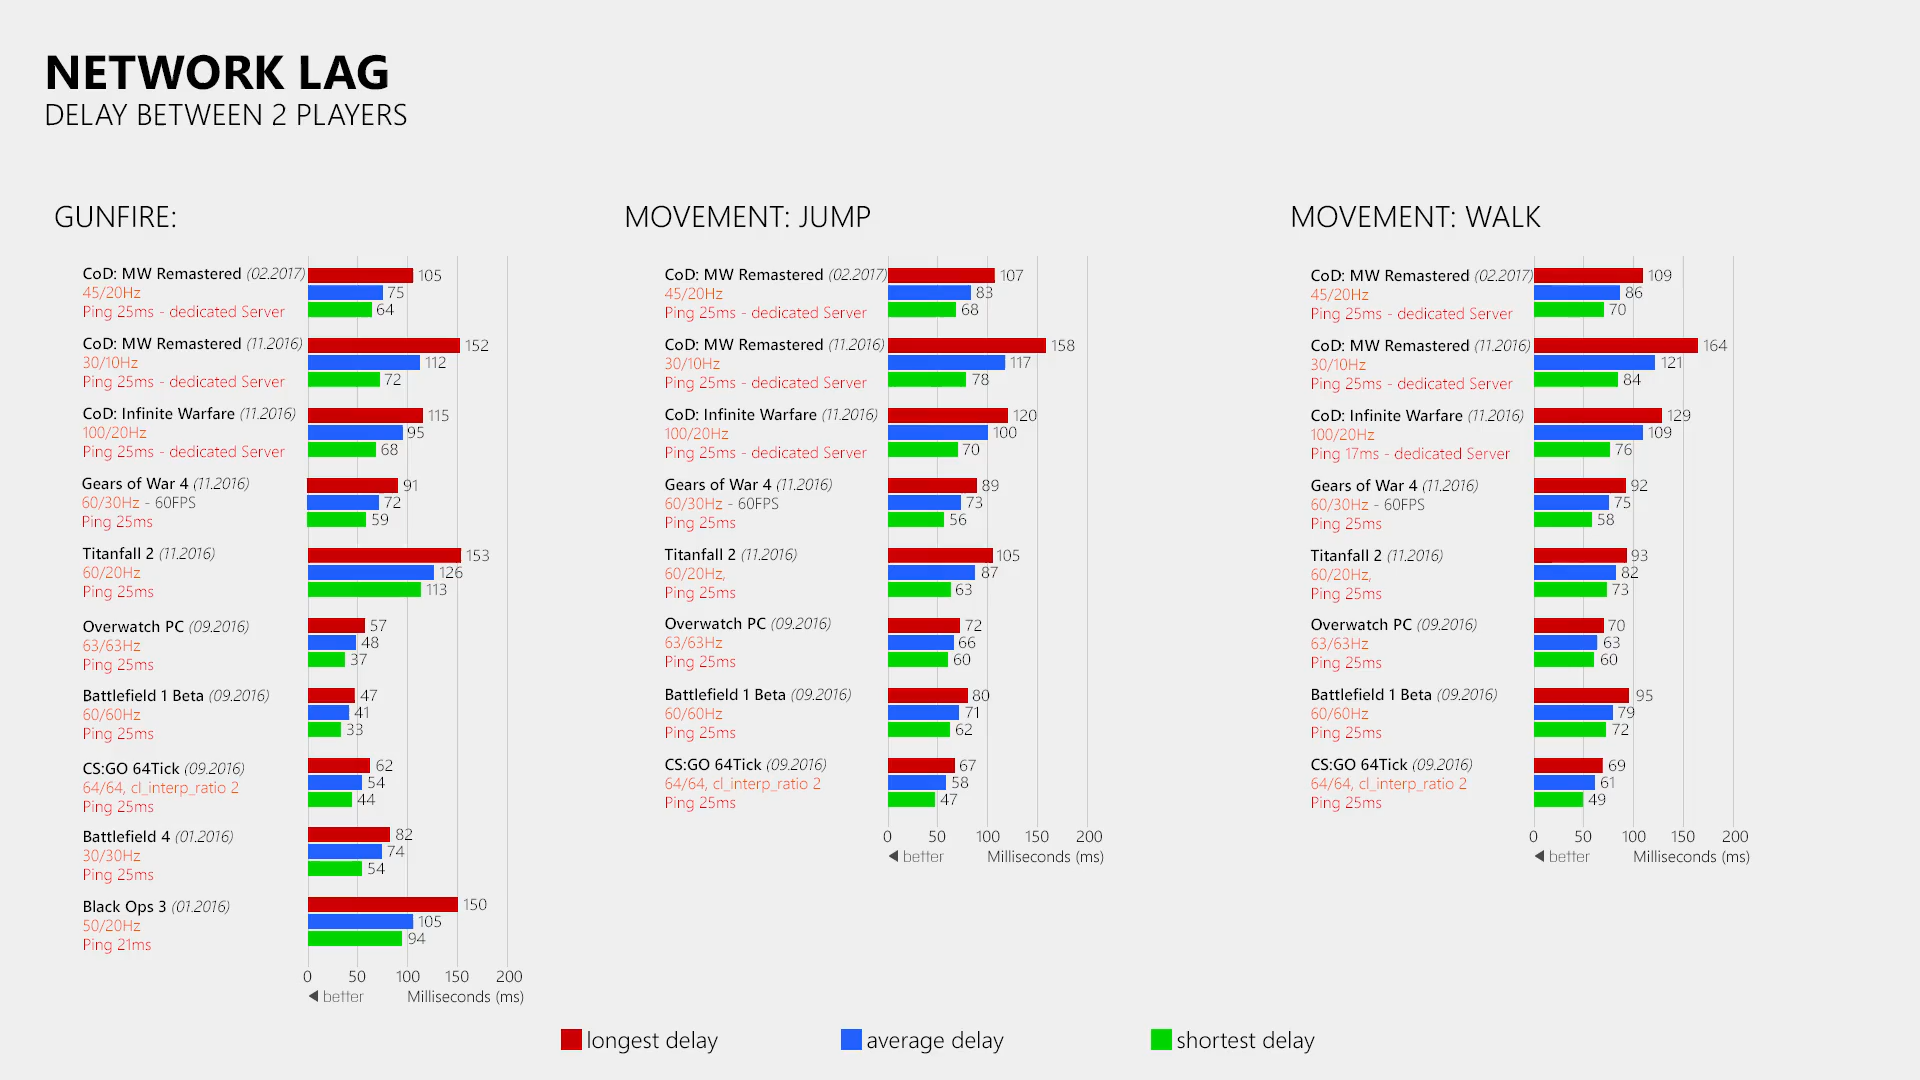 NETWORK LAG
DELAY BETWEEN 2 PLAYERS
GUNFIRE:
CoD: MW Remastered (02.2017)
45/20Hz
Ping 25ms - dedicated Server
105
75
64
CoD: MW Remastered (11.2016)
30/10Hz
Ping 25ms - dedicated Server
152
112
72
CoD: Infinite Warfare (11.2016)
100/20Hz
Ping 25ms - dedicated Server
115
95
68
Gears of War 4 (11.2016)
60/30Hz - 60FPS
Ping 25ms
91
72
59
Titanfall 2 (11.2016)
60/20Hz
Ping 25ms
153
126
113
Overwatch PC (09.2016)
63/63Hz
Ping 25ms
57
48
37
Battlefield 1 Beta (09.2016)
60/60Hz
Ping 25ms
47
41
33
CS:GO 64Tick (09.2016)
64/64, cl_interp_ratio 2
Ping 25ms
62
54
44
Battlefield 4 (01.2016)
30/30Hz
Ping 25ms
82
74
54
Black Ops 3 (01.2016)
50/20Hz
Ping 21ms
150
105
94
0 50 100 150 200
◀ better Milliseconds (ms)
MOVEMENT: JUMP
CoD: MW Remastered (02.2017)
45/20Hz
Ping 25ms - dedicated Server
107
83
68
CoD: MW Remastered (11.2016)
30/10Hz
Ping 25ms - dedicated Server
158
117
78
CoD: Infinite Warfare (11.2016)
100/20Hz
Ping 25ms - dedicated Server
120
100
70
Gears of War 4 (11.2016)
60/30Hz - 60FPS
Ping 25ms
89
73
56
Titanfall 2 (11.2016)
60/20Hz,
Ping 25ms
105
87
63
Overwatch PC (09.2016)
63/63Hz
Ping 25ms
72
66
60
Battlefield 1 Beta (09.2016)
60/60Hz
Ping 25ms
80
71
62
CS:GO 64Tick (09.2016)
64/64, cl_interp_ratio 2
Ping 25ms
67
58
47
0 50 100 150 200
◀ better Milliseconds (ms)
MOVEMENT: WALK
CoD: MW Remastered (02.2017)
45/20Hz
Ping 25ms - dedicated Server
109
86
70
CoD: MW Remastered (11.2016)
30/10Hz
Ping 25ms - dedicated Server
164
121
84
CoD: Infinite Warfare (11.2016)
100/20Hz
Ping 17ms - dedicated Server
129
109
76
Gears of War 4 (11.2016)
60/30Hz - 60FPS
Ping 25ms
92
75
58
Titanfall 2 (11.2016)
60/20Hz,
Ping 25ms
93
82
73
Overwatch PC (09.2016)
63/63Hz
Ping 25ms
70
63
60
Battlefield 1 Beta (09.2016)
60/60Hz
Ping 25ms
95
79
72
CS:GO 64Tick (09.2016)
64/64, cl_interp_ratio 2
Ping 25ms
69
61
49
0 50 100 150 200
◀ better Milliseconds (ms)
longest delay
average delay
shortest delay